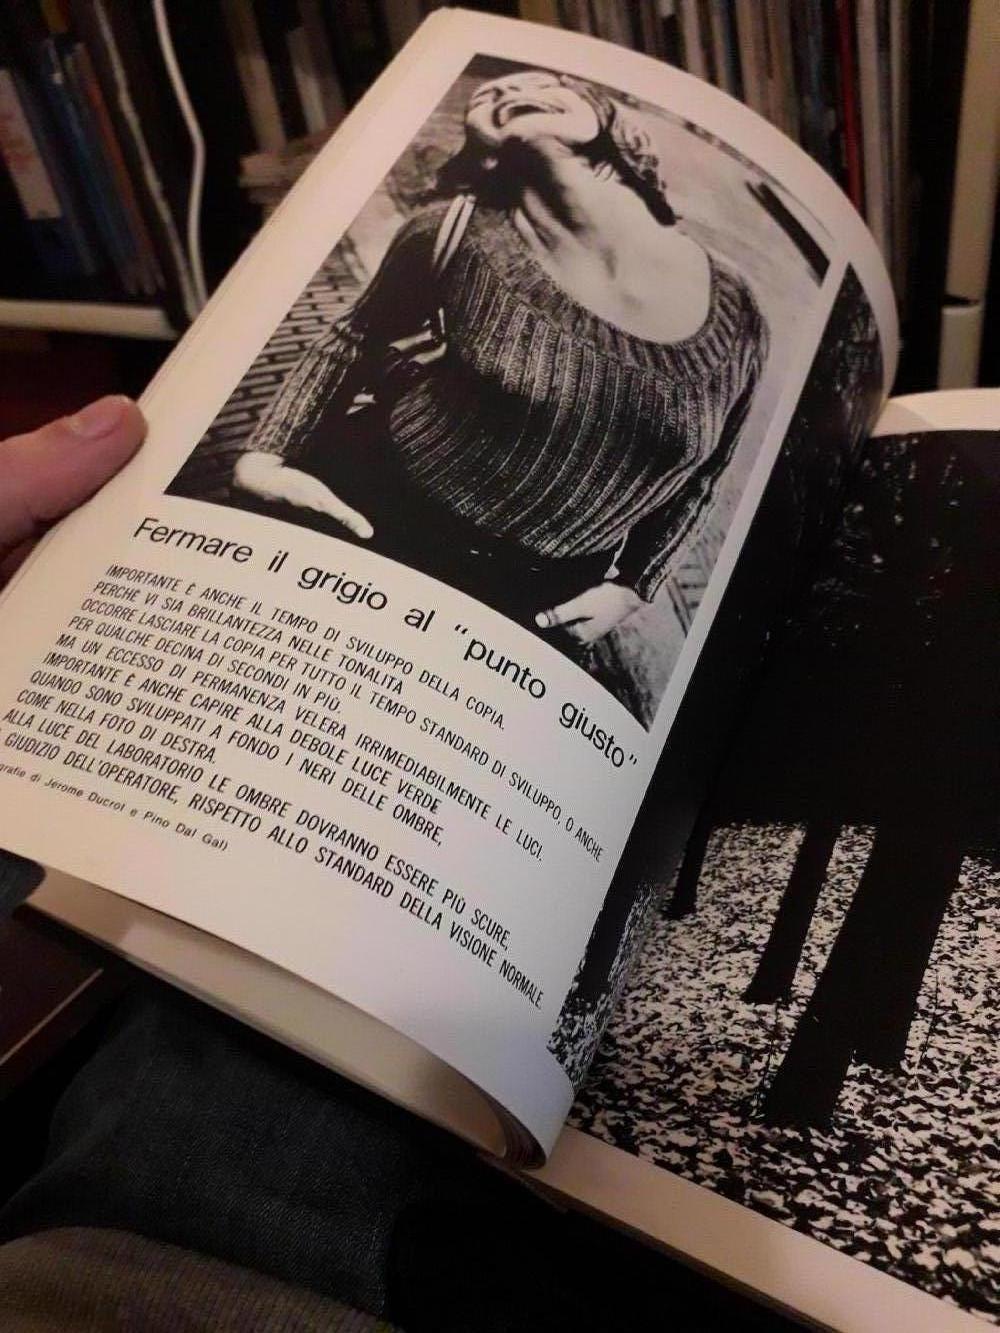 Fermare il grigio al "punto giusto"
IMPORTANTE È ANCHE IL TEMPO DI SVILUPPO DELLA COPIA.
PERCHÈ VI SIA BRILLANTEZZA NELLE TONALITÀ
OCCORRE LASCIARE LA COPIA PER TUTTO IL TEMPO STANDARD DI SVILUPPO, O ANCHE
PER QUALCHE DECINA DI SECONDI IN PIÙ.
MA UN ECCESSO DI PERMANENZA VELERÀ IRRIMEDIABILMENTE LE LUCI.
IMPORTANTE È ANCHE CAPIRE ALLA DEBOLE LUCE VERDE
QUANDO SONO SVILUPPATI A FONDO I NERI DELLE OMBRE,
COME NELLA FOTO DI DESTRA.
ALLA LUCE DEL LABORATORIO LE OMBRE DOVRANNO ESSERE PIÙ SCURE,
GIUDIZIO DELL'OPERATORE, RISPETTO ALLO STANDARD DELLA VISIONE NORMALE.
di Jerome Ducrot e Pino Dal Gal)